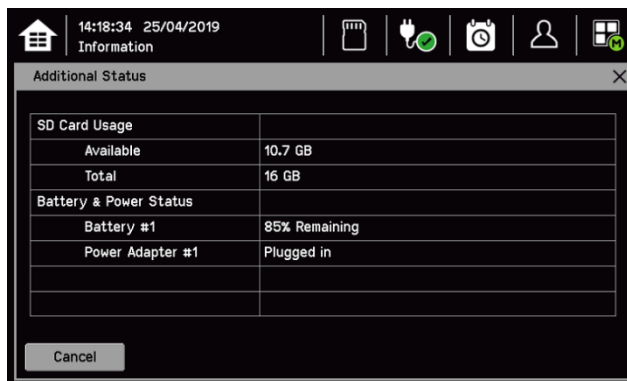 14:18:34 25/04/2019
Information
M
Additional Status
SD Card Usage
Available 10.7 GB
Total 16 GB
Battery & Power Status
Battery #1 85% Remaining
Power Adapter #1 Plugged in
Cancel